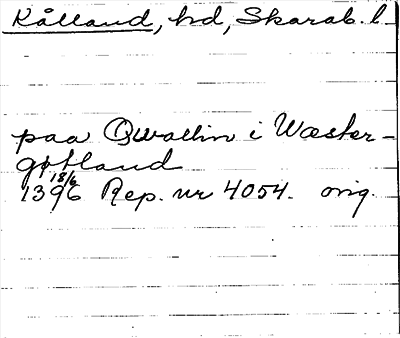 Kålland, hd, Skarab. l.
paa Qwallin i Wæster-
gøtland
18/6
1396 Rep. nr 4054. orig.